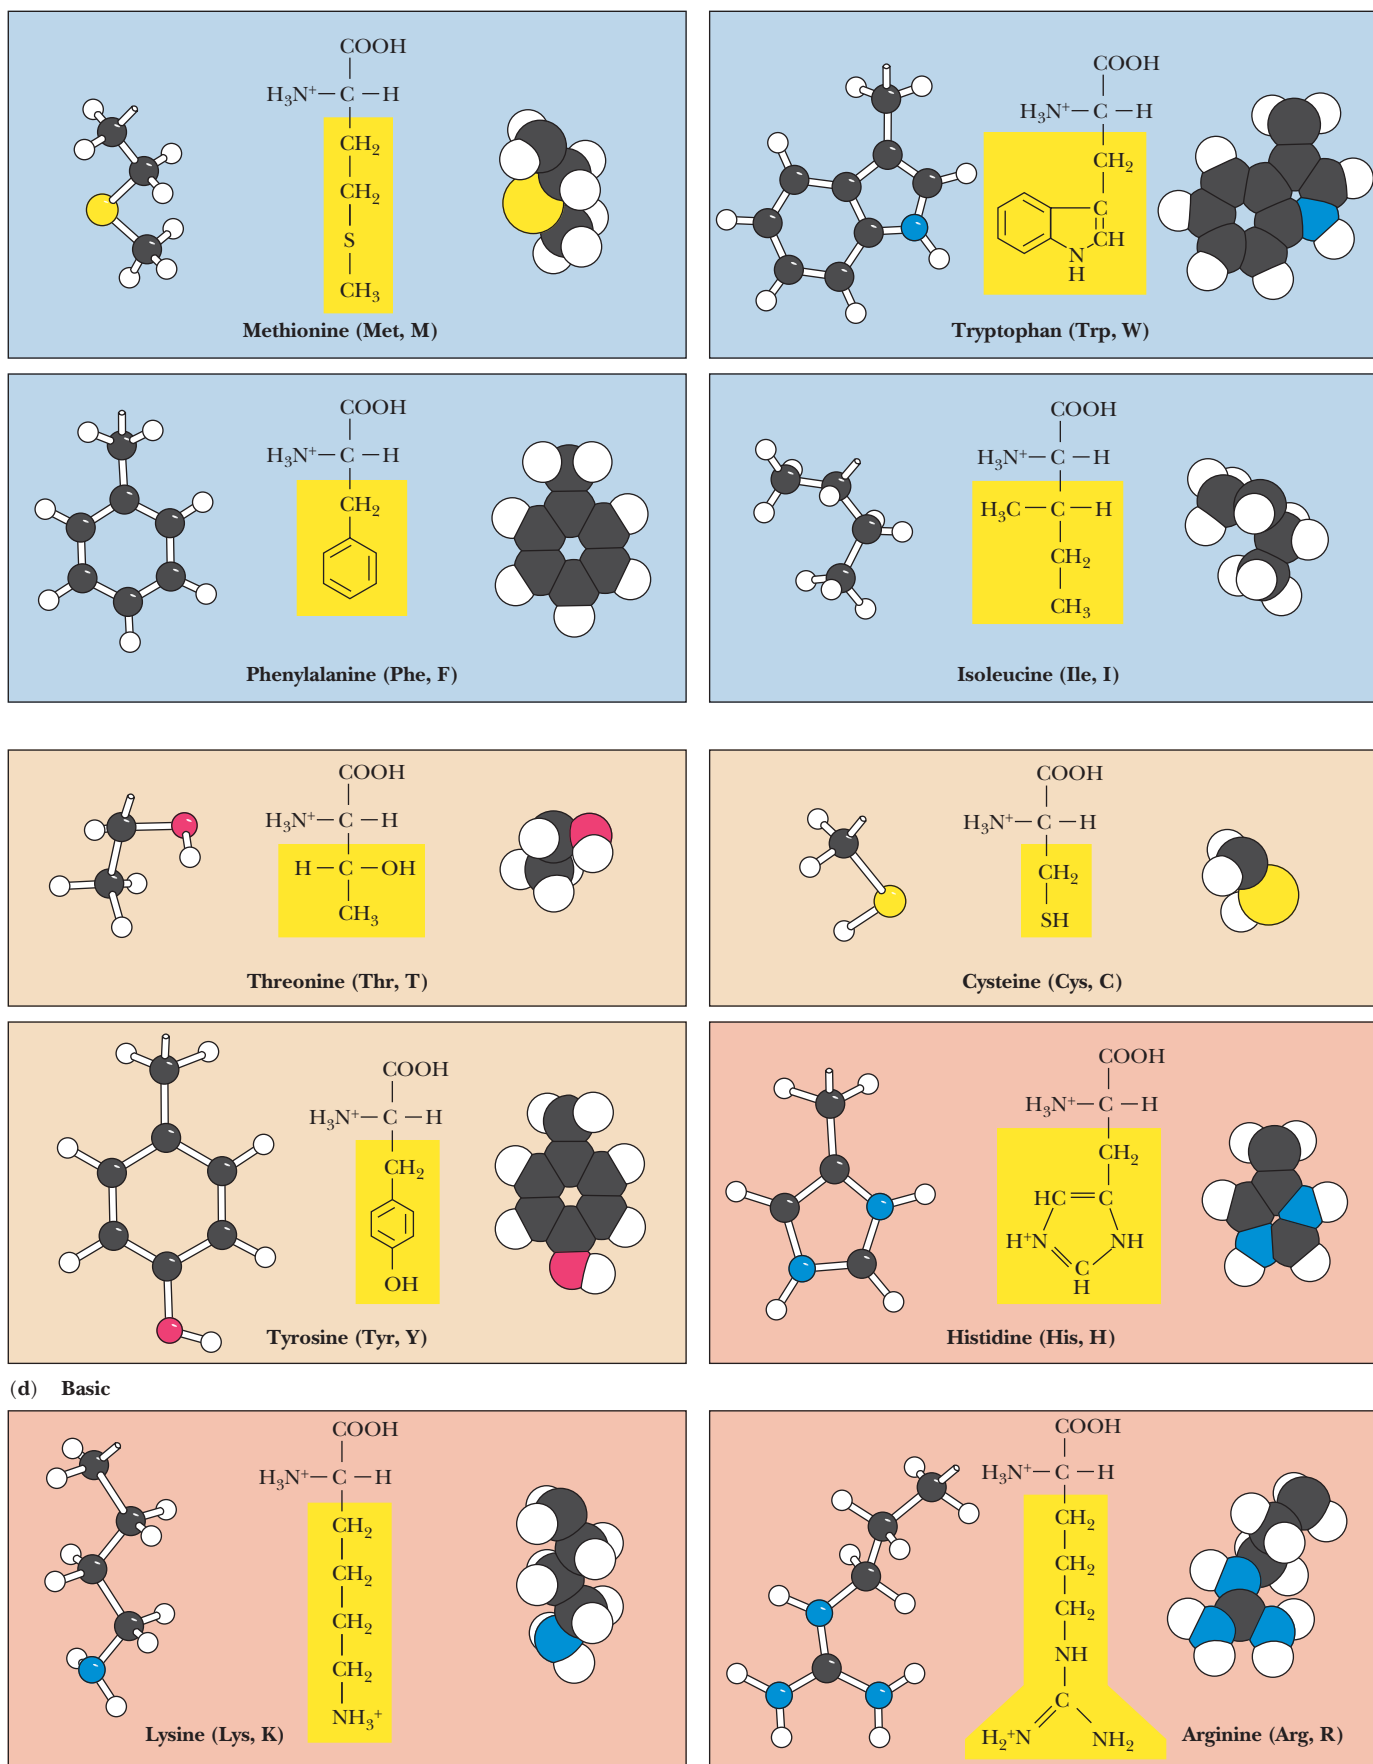 COOH
H₃N⁺—C—H
CH₂
CH₂
S
CH₃
Methionine (Met, M)
COOH
H₃N⁺—C—H
CH₂
C
CH
N
H
Tryptophan (Trp, W)
COOH
H₃N⁺—C—H
CH₂
Phenylalanine (Phe, F)
COOH
H₃N⁺—C—H
H₃C—C—H
CH₂
CH₃
Isoleucine (Ile, I)
COOH
H₃N⁺—C—H
H—C—OH
CH₃
Threonine (Thr, T)
COOH
H₃N⁺—C—H
CH₂
SH
Cysteine (Cys, C)
COOH
H₃N⁺—C—H
CH₂
OH
Tyrosine (Tyr, Y)
COOH
H₃N⁺—C—H
CH₂
HC=C
H⁺N NH
C
H
Histidine (His, H)
(d) Basic
COOH
H₃N⁺—C—H
CH₂
CH₂
CH₂
CH₂
NH₃⁺
Lysine (Lys, K)
COOH
H₃N⁺—C—H
CH₂
CH₂
CH₂
NH
C
H₂⁺N NH₂
Arginine (Arg, R)